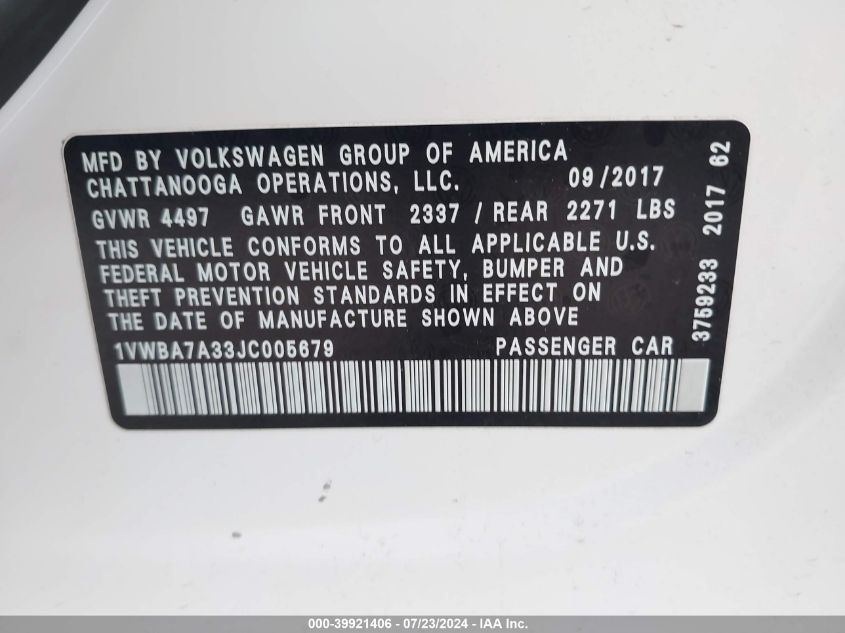 MFD BY VOLKSWAGEN GROUP OF AMERICA
CHATTANOOGA OPERATIONS, LLC. 09/2017
GVWR 4497 GAWR FRONT 2337 / REAR 2271 LBS
THIS VEHICLE CONFORMS TO ALL APPLICABLE U.S.
FEDERAL MOTOR VEHICLE SAFETY, BUMPER AND
THEFT PREVENTION STANDARDS IN EFFECT ON
THE DATE OF MANUFACTURE SHOWN ABOVE
1VWBA7A33JC005679 PASSENGER CAR
3759233 2017 62
000-39921406 - 07/23/2024 - IAA Inc.